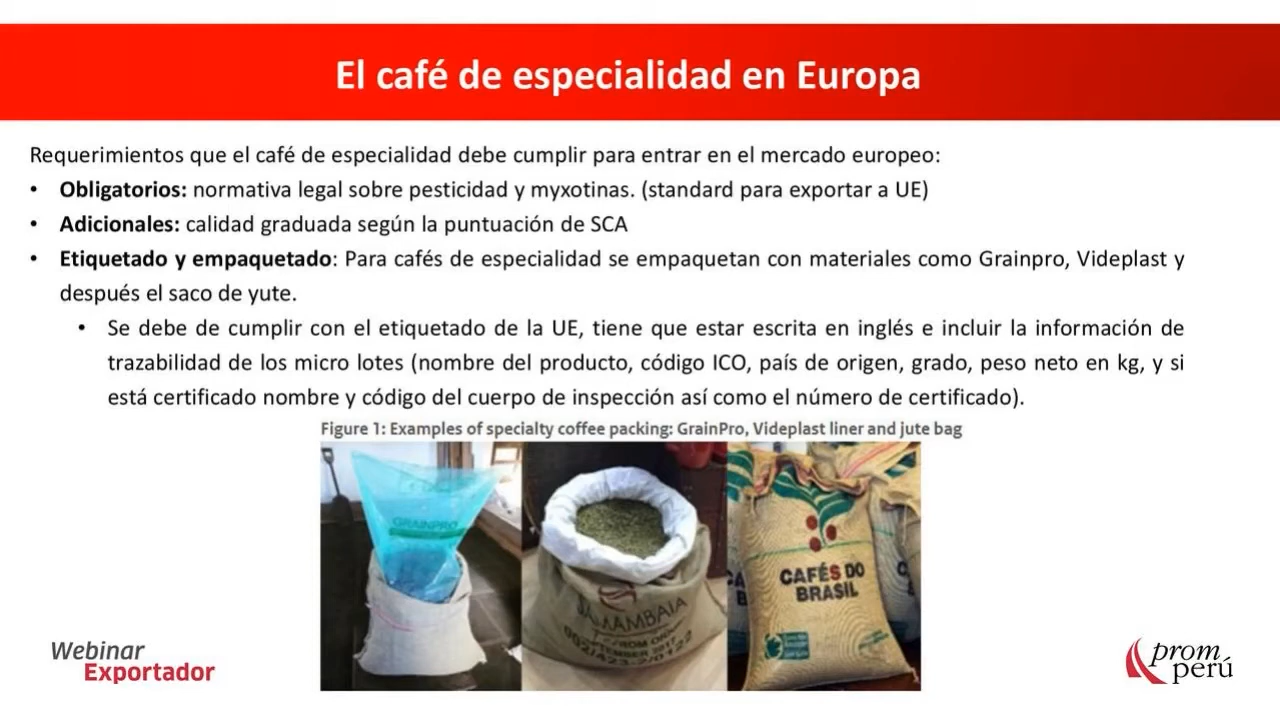 El café de especialidad en Europa
Requerimientos que el café de especialidad debe cumplir para entrar en el mercado europeo:
• Obligatorios: normativa legal sobre pesticidad y myxotinas. (standard para exportar a UE)
• Adicionales: calidad graduada según la puntuación de SCA
• Etiquetado y empaquetado: Para cafés de especialidad se empaquetan con materiales como Grainpro, Videplast y
después el saco de yute.
• Se debe de cumplir con el etiquetado de la UE, tiene que estar escrita en inglés e incluir la información de
trazabilidad de los micro lotes (nombre del producto, código ICO, país de origen, grado, peso neto en kg, y si
está certificado nombre y código del cuerpo de inspección así como el número de certificado).
Figure 1: Examples of specialty coffee packing: GrainPro, Videplast liner and jute bag
GRAINPRO
SAMAMBAIA
SEPTEMBER 2017
CAFÉS DO
BRASIL
Webinar
Exportador
prom
perú